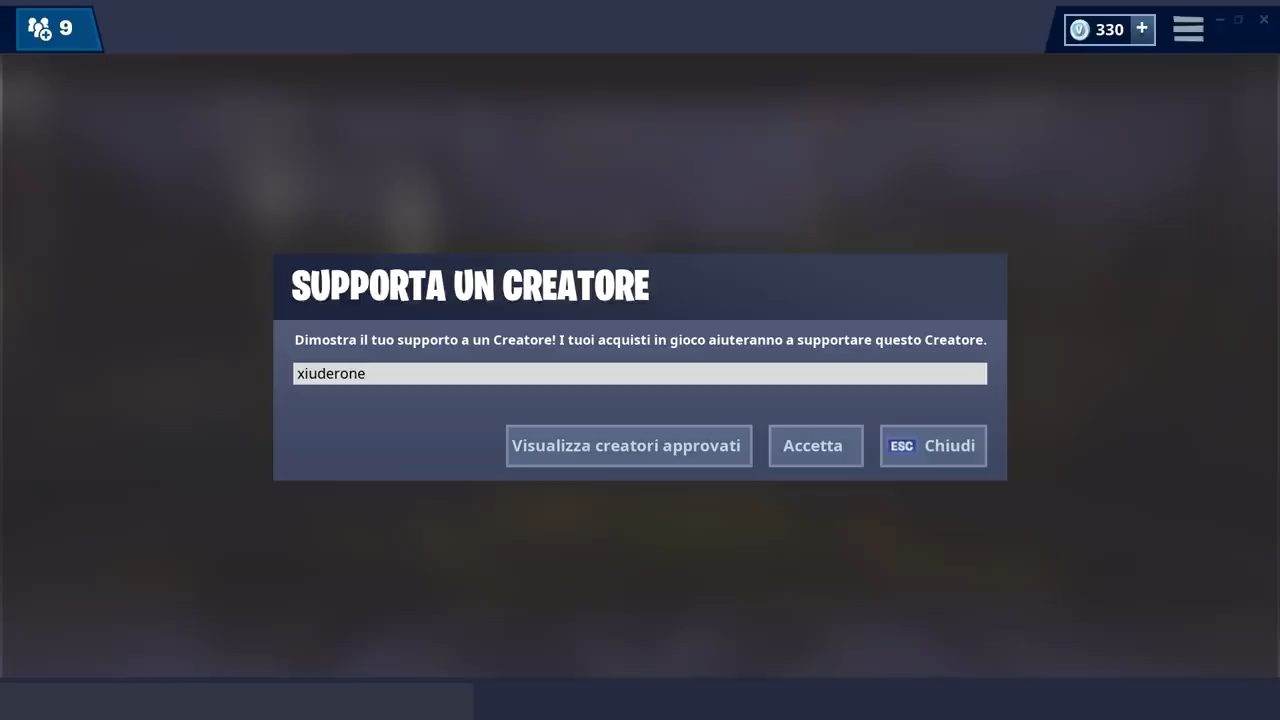 9
330 +
SUPPORTA UN CREATORE
Dimostra il tuo supporto a un Creatore! I tuoi acquisti in gioco aiuteranno a supportare questo Creatore.
xiuderone
Visualizza creatori approvati
Accetta
ESC Chiudi